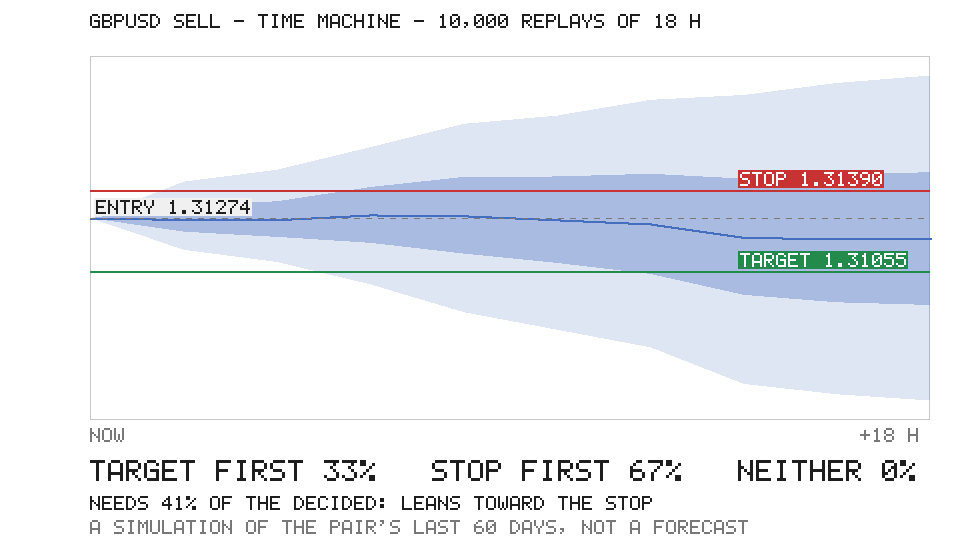 GBPUSD SELL - TIME MACHINE - 10,000 REPLAYS OF 18 H
STOP 1.31390
ENTRY 1.31274
TARGET 1.31055
NOW
+18 H
TARGET FIRST 33% STOP FIRST 67% NEITHER 0%
NEEDS 41% OF THE DECIDED: LEANS TOWARD THE STOP
A SIMULATION OF THE PAIR'S LAST 60 DAYS, NOT A FORECAST